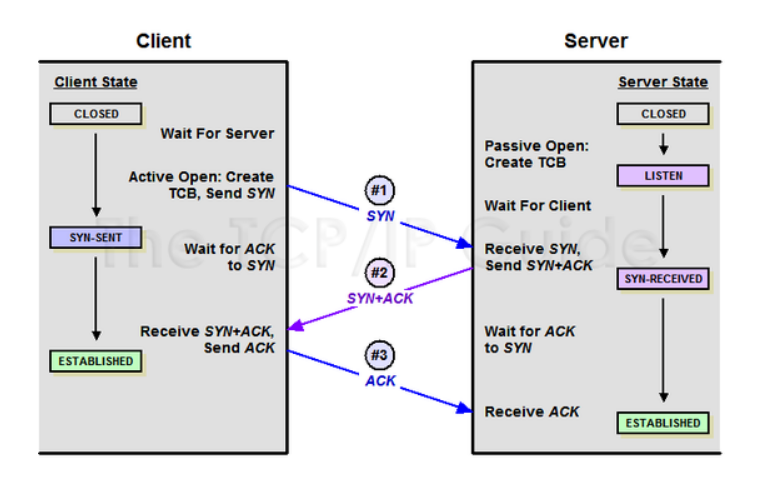 Client
Server
Client State
CLOSED
Wait For Server
Active Open: Create
TCB, Send SYN
SYN-SENT
Wait for ACK
to SYN
Receive SYN+ACK,
Send ACK
ESTABLISHED
#1
SYN
#2
SYN+ACK
#3
ACK
Server State
CLOSED
Passive Open:
Create TCB
LISTEN
Wait For Client
Receive SYN,
Send SYN+ACK
SYN-RECEIVED
Wait for ACK
to SYN
Receive ACK
ESTABLISHED
The TCP/IP Guide